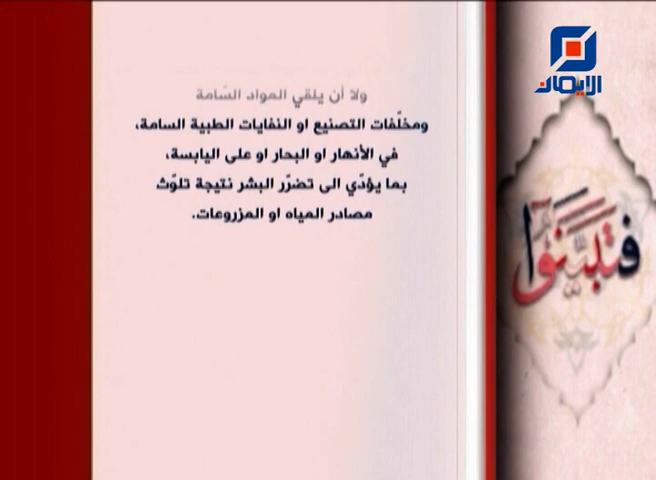 ولا أن يلقي المواد السّامة
ومخلّفات التصنيع او النفايات الطبية السامة،
في الأنهار او البحار او على اليابسة،
بما يؤدّي الى تضرّر البشر نتيجة تلوّث
مصادر المياه او المزروعات.
الايمان
فتبينوا